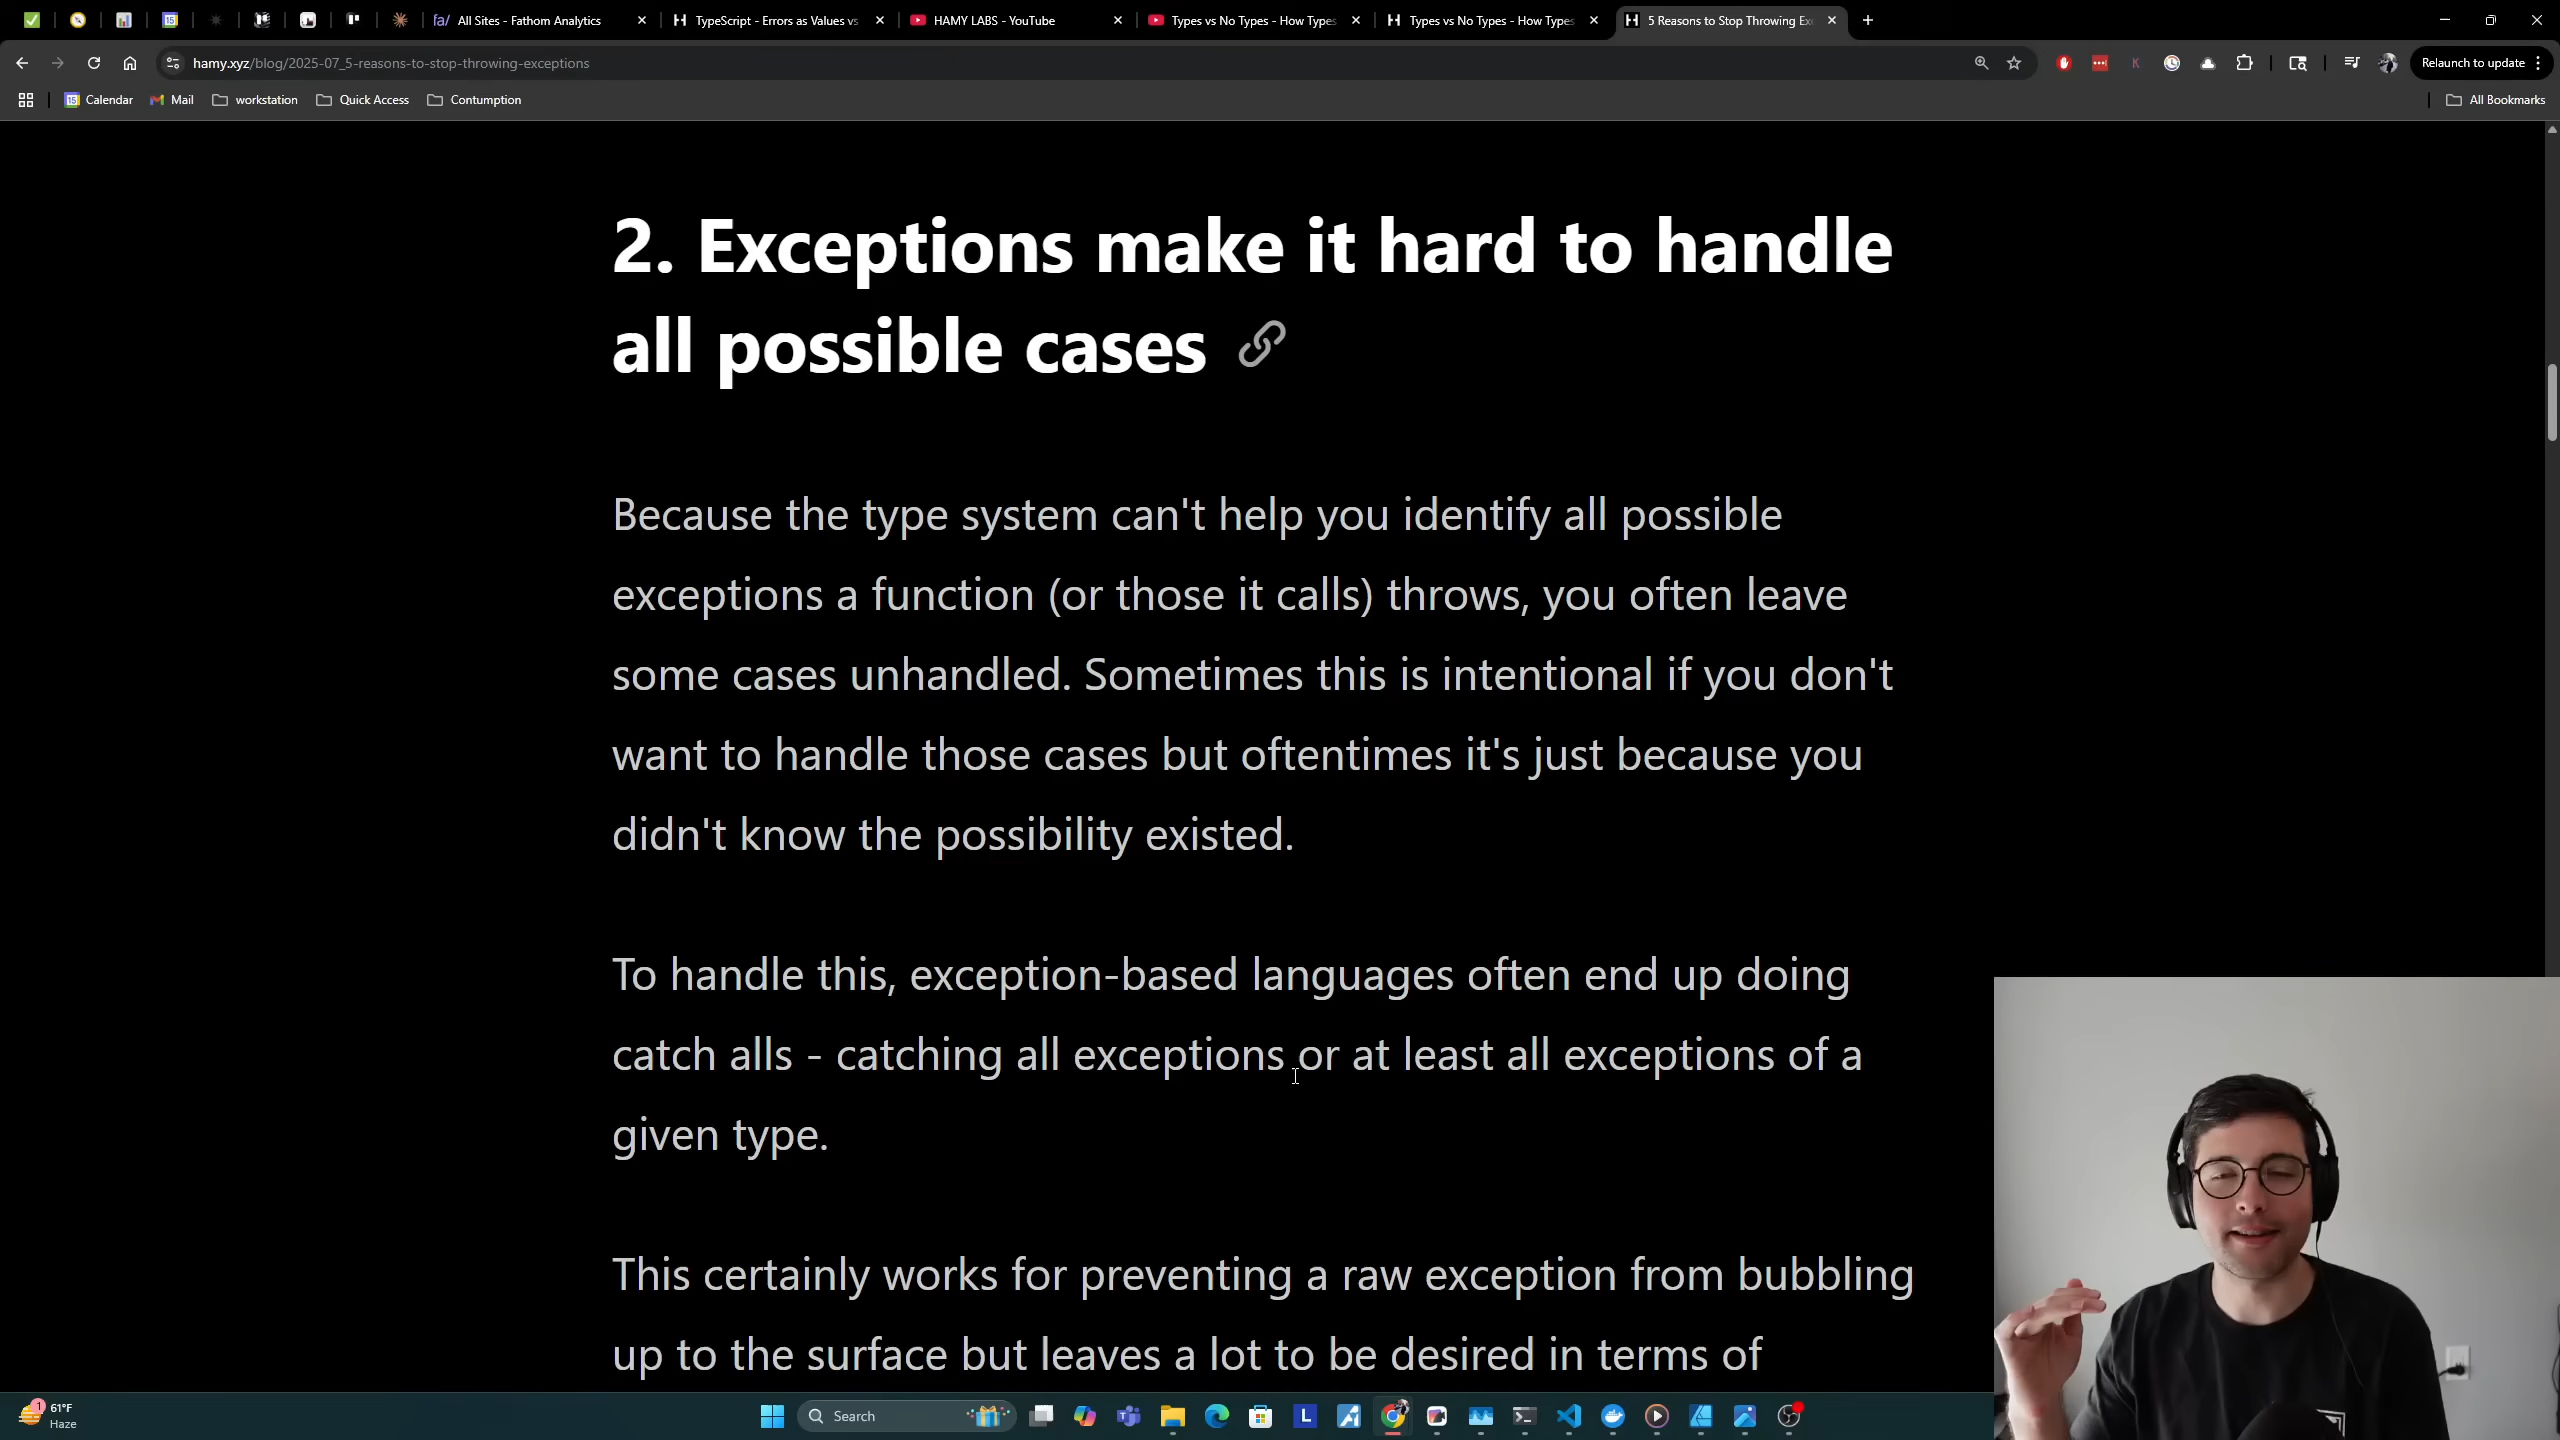 All Sites - Fathom Analytics
TypeScript - Errors as Values vs
HAMY LABS - YouTube
Types vs No Types - How Types
Types vs No Types - How Types
5 Reasons to Stop Throwing Ex
hamy.xyz/blog/2025-07_5-reasons-to-stop-throwing-exceptions
Relaunch to update
Calendar
Mail
workstation
Quick Access
Contumption
All Bookmarks
2. Exceptions make it hard to handle
all possible cases
Because the type system can't help you identify all possible
exceptions a function (or those it calls) throws, you often leave
some cases unhandled. Sometimes this is intentional if you don't
want to handle those cases but oftentimes it's just because you
didn't know the possibility existed.
To handle this, exception-based languages often end up doing
catch alls - catching all exceptions or at least all exceptions of a
given type.
This certainly works for preventing a raw exception from bubbling
up to the surface but leaves a lot to be desired in terms of
1
61°F
Haze
Search